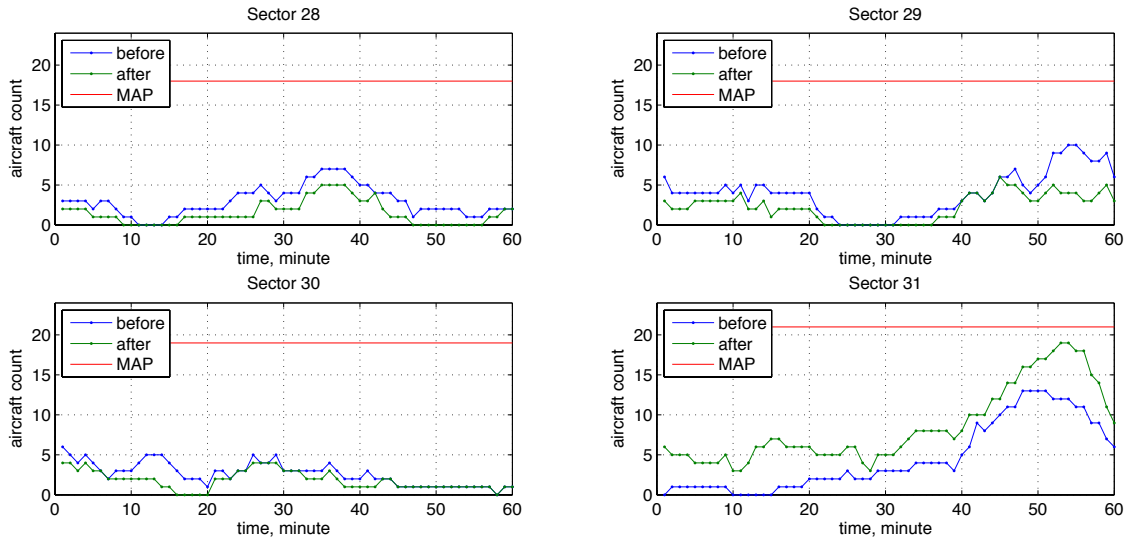 Sector 28
aircraft count
20
15
10
5
0
before
after
MAP
0 10 20 30 40 50 60
time, minute
Sector 29
aircraft count
20
15
10
5
0
before
after
MAP
0 10 20 30 40 50 60
time, minute
Sector 30
aircraft count
20
15
10
5
0
before
after
MAP
0 10 20 30 40 50 60
time, minute
Sector 31
aircraft count
20
15
10
5
0
before
after
MAP
0 10 20 30 40 50 60
time, minute